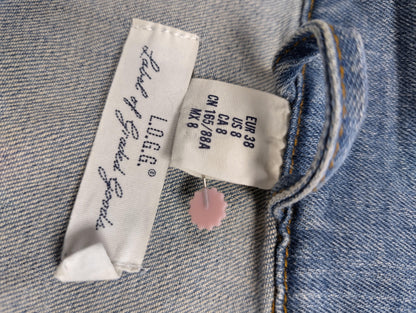 L.O.G.G.®
Label of Graded Goods
EUR 38
US 8
CA 8
CN 165/88A
MX 8